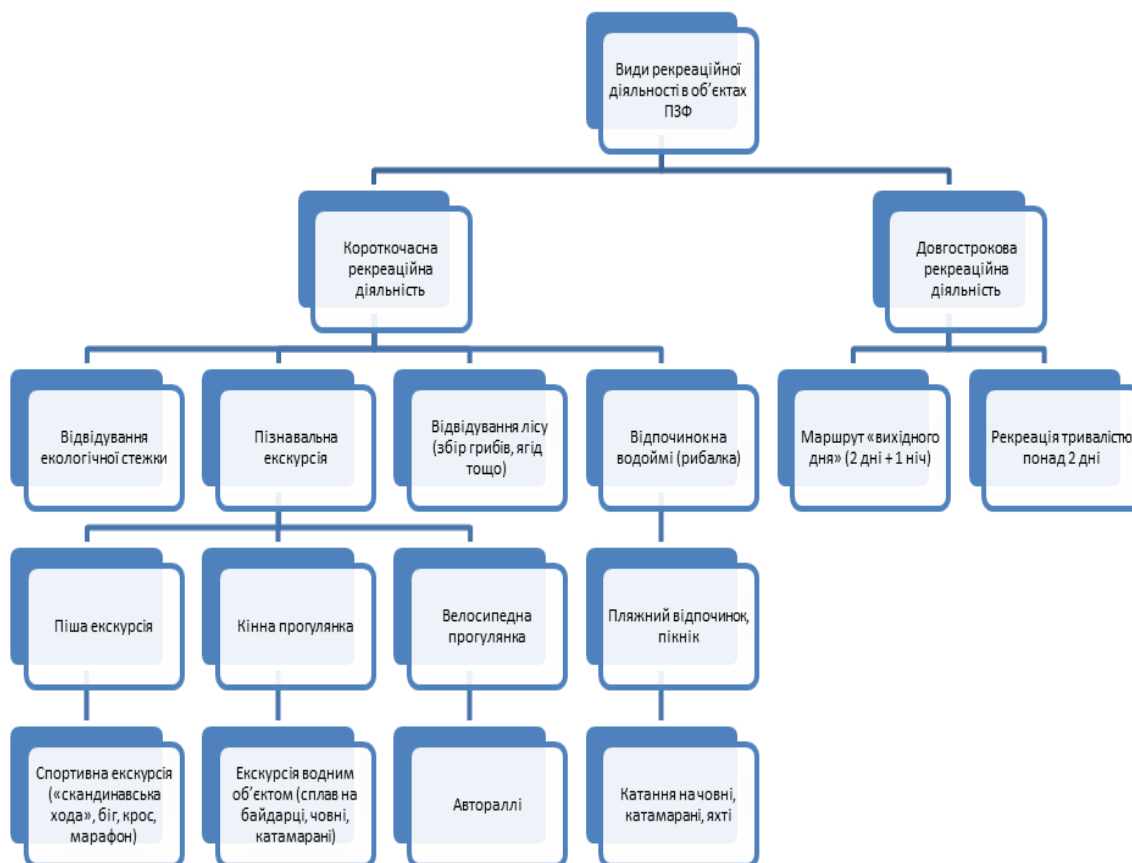 Види рекреаційної
діяльності в об’єктах
ПЗФ
Короткочасна
рекреаційна
діяльність
Довгострокова
рекреаційна
діяльність
Відвідування
екологічної стежки
Пізнавальна
екскурсія
Відвідування лісу
(збір грибів, ягід
тощо)
Відпочинок на
водоймі (рибалка)
Маршрут «вихідного
дня» (2 дні + 1 ніч)
Рекреація тривалістю
понад 2 дні
Піша екскурсія
Кінна прогулянка
Велосипедна
прогулянка
Пляжний відпочинок,
пікнік
Спортивна екскурсія
(«скандинавська
хода», біг, крос,
марафон)
Екскурсія водним
об’єктом (сплав на
байдарці, човні,
катамарані)
Автораллі
Катання на човні,
катамарані, яхті